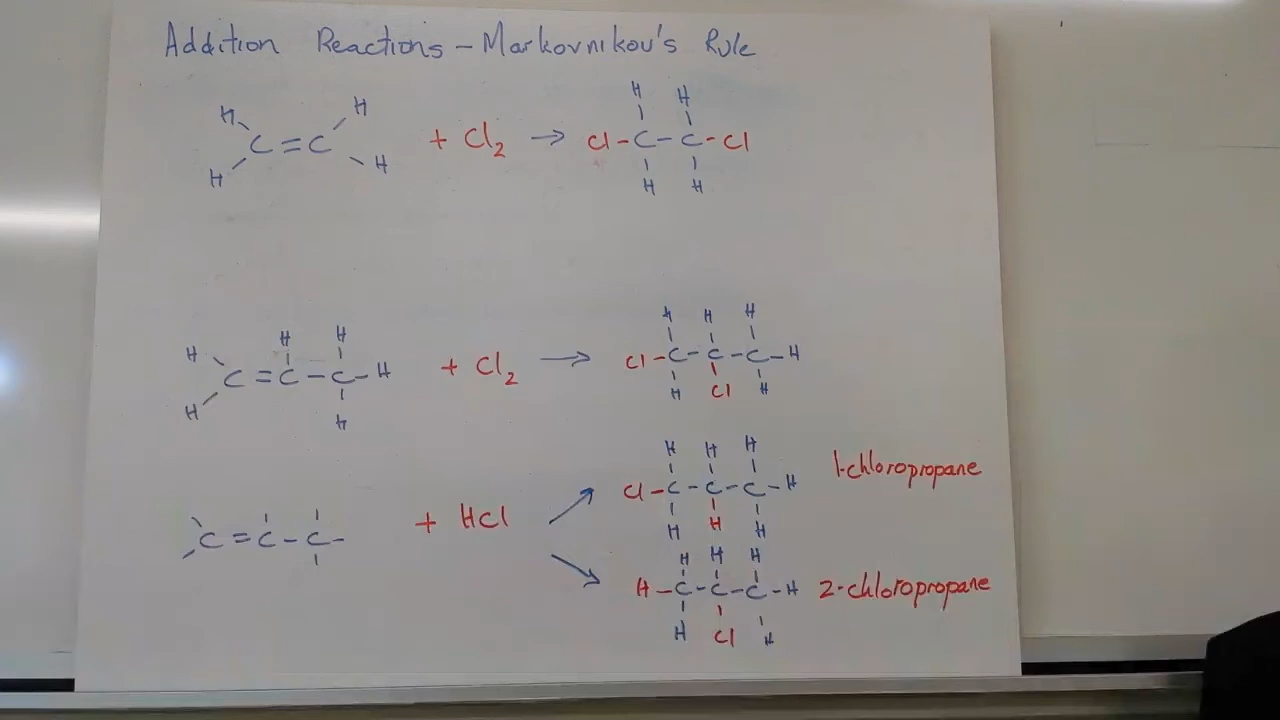 Addition Reactions - Markovnikov's Rule
H H H H
C = C + Cl2 → Cl - C - C - Cl
H H H H
H H H H H H
C = C - C - H + Cl2 → Cl - C - C - C - H
H H H Cl H
H H H
Cl - C - C - C - H 1-chloropropane
C = C - C - + HCl
H H H
H H H
H - C - C - C - H 2-chloropropane
H Cl H